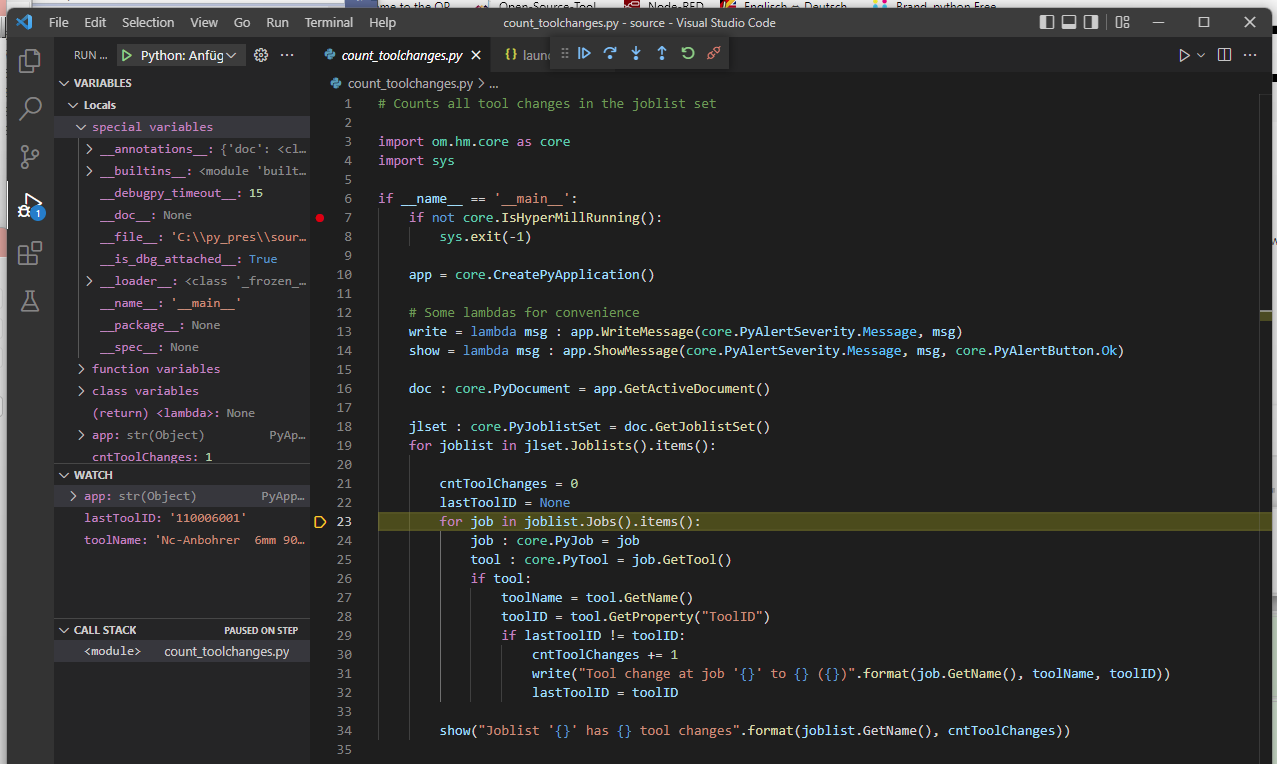 File Edit Selection View Go Run Terminal Help count_toolchanges.py - source - Visual Studio Code
RUN ... Python: Anfüg
count_toolchanges.py
VARIABLES
Locals
special variables
__annotations__: {'doc': <cl...
__builtins__: <module 'built...
__debugpy_timeout__: 15
__doc__: None
__file__: 'C:\\py_pres\\sour...
__is_dbg_attached__: True
__loader__: <class '_frozen_...
__name__: '__main__'
__package__: None
__spec__: None
function variables
class variables
(return) <lambda>: None
app: str(Object) PyAp...
cntToolChanges: 1
WATCH
app: str(Object) PyApp...
lastToolID: '110006001'
toolName: 'Nc-Anbohrer  6mm 90...
CALL STACK PAUSED ON STEP
<module> count_toolchanges.py
1
count_toolchanges.py > ...
1 # Counts all tool changes in the joblist set
2
3 import om.hm.core as core
4 import sys
5
6 if __name__ == '__main__':
7     if not core.IsHyperMillRunning():
8         sys.exit(-1)
9
10     app = core.CreatePyApplication()
11
12     # Some lambdas for convenience
13     write = lambda msg : app.WriteMessage(core.PyAlertSeverity.Message, msg)
14     show = lambda msg : app.ShowMessage(core.PyAlertSeverity.Message, msg, core.PyAlertButton.Ok)
15
16     doc : core.PyDocument = app.GetActiveDocument()
17
18     jlset : core.PyJoblistSet = doc.GetJoblistSet()
19     for joblist in jlset.Joblists().items():
20
21         cntToolChanges = 0
22         lastToolID = None
23         for job in joblist.Jobs().items():
24             job : core.PyJob = job
25             tool : core.PyTool = job.GetTool()
26             if tool:
27                 toolName = tool.GetName()
28                 toolID = tool.GetProperty("ToolID")
29                 if lastToolID != toolID:
30                     cntToolChanges += 1
31                     write("Tool change at job '{}' to {} ({})".format(job.GetName(), toolName, toolID))
32                     lastToolID = toolID
33
34         show("Joblist '{}' has {} tool changes".format(joblist.GetName(), cntToolChanges))
35